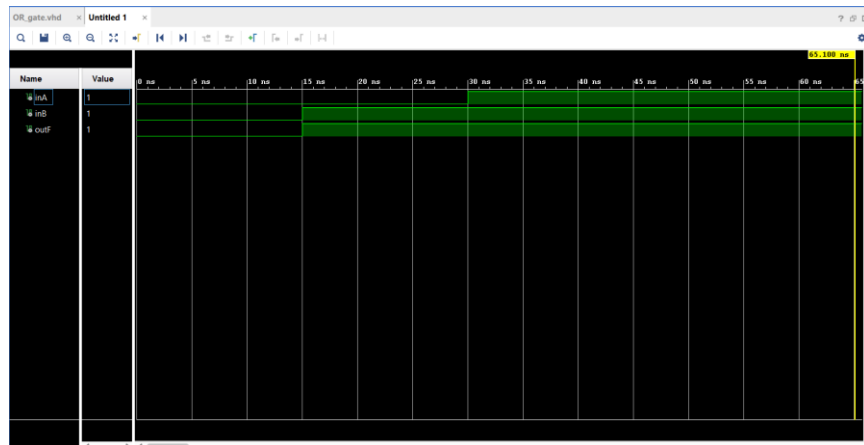 OR_gate.vhd × Untitled 1 ×
65.100 ns
Name Value
0 ns 5 ns 10 ns 15 ns 20 ns 25 ns 30 ns 35 ns 40 ns 45 ns 50 ns 55 ns 60 ns 65
inA 1
inB 1
outF 1